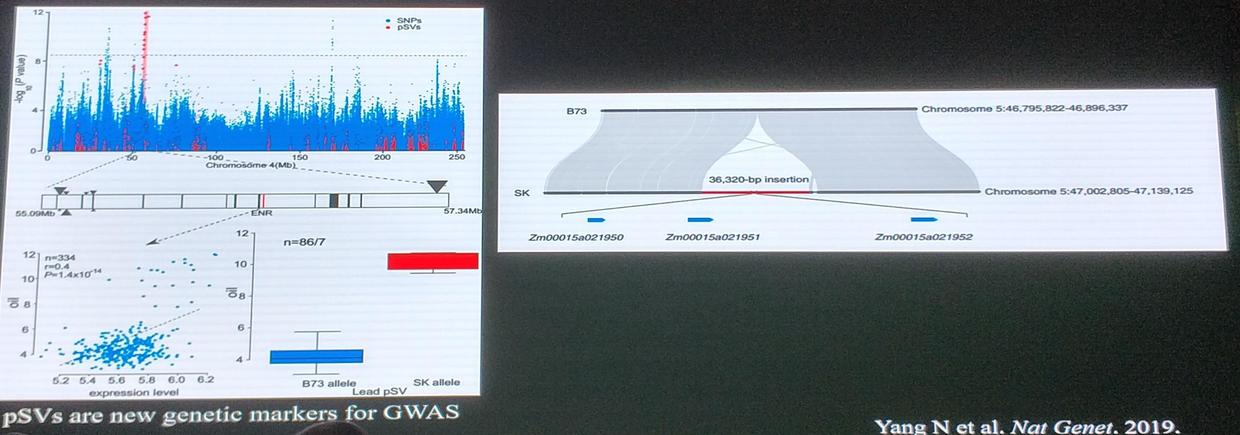 12
8
4
0
-log10 (P value)
SNPs
pSVs
0 50 100 150 200 250
Chromosome 4(Mb)
55.09Mb
ENR
57.34Mb
12
10
8
6
4
oil
n=334
r=0.4
P=1.4x10-14
5.2 5.4 5.6 5.8 6.0 6.2
expression level
12
10
8
6
4
oil
n=86/7
B73 allele SK allele
Lead pSV
pSVs are new genetic markers for GWAS
B73 Chromosome 5:46,795,822-46,896,337
36,320-bp insertion
SK Chromosome 5:47,002,805-47,139,125
Zm00015a021950 Zm00015a021951 Zm00015a021952
Yang N et al. Nat Genet. 2019.